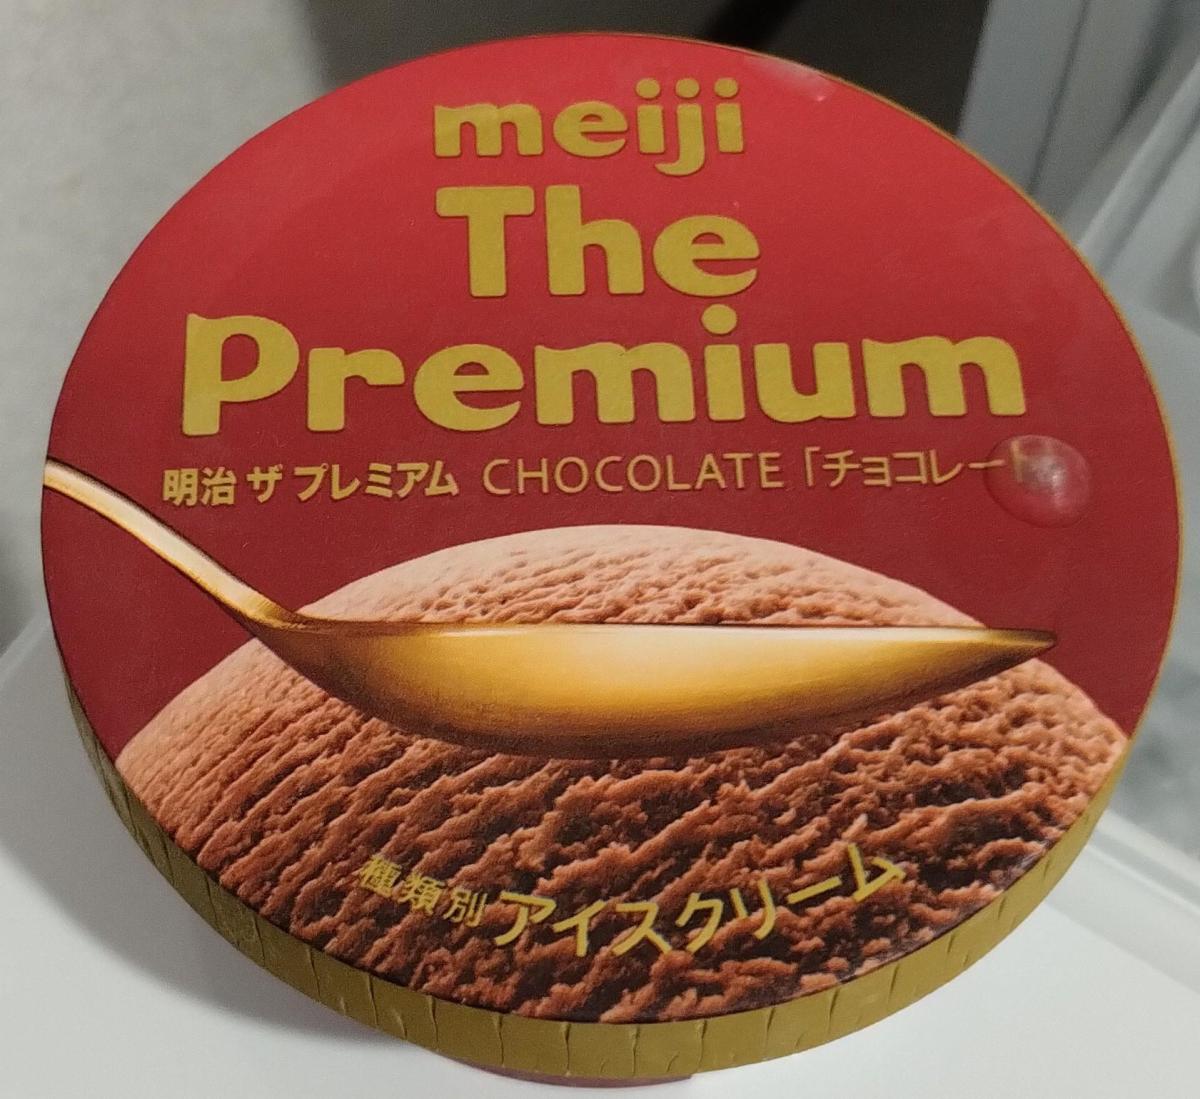 meiji
The
Premium
明治 ザ プレミアム CHOCOLATE 「チョコレー
種類別 アイスクリーム